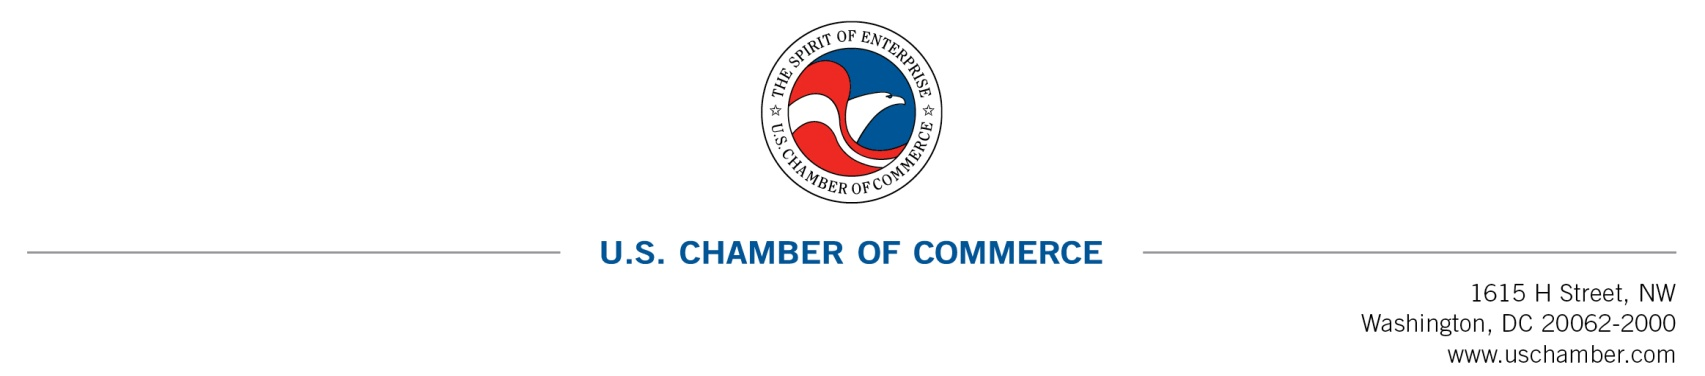 THE SPIRIT OF ENTERPRISE
U.S. CHAMBER OF COMMERCE
U.S. CHAMBER OF COMMERCE
1615 H Street, NW
Washington, DC 20062-2000
www.uschamber.com